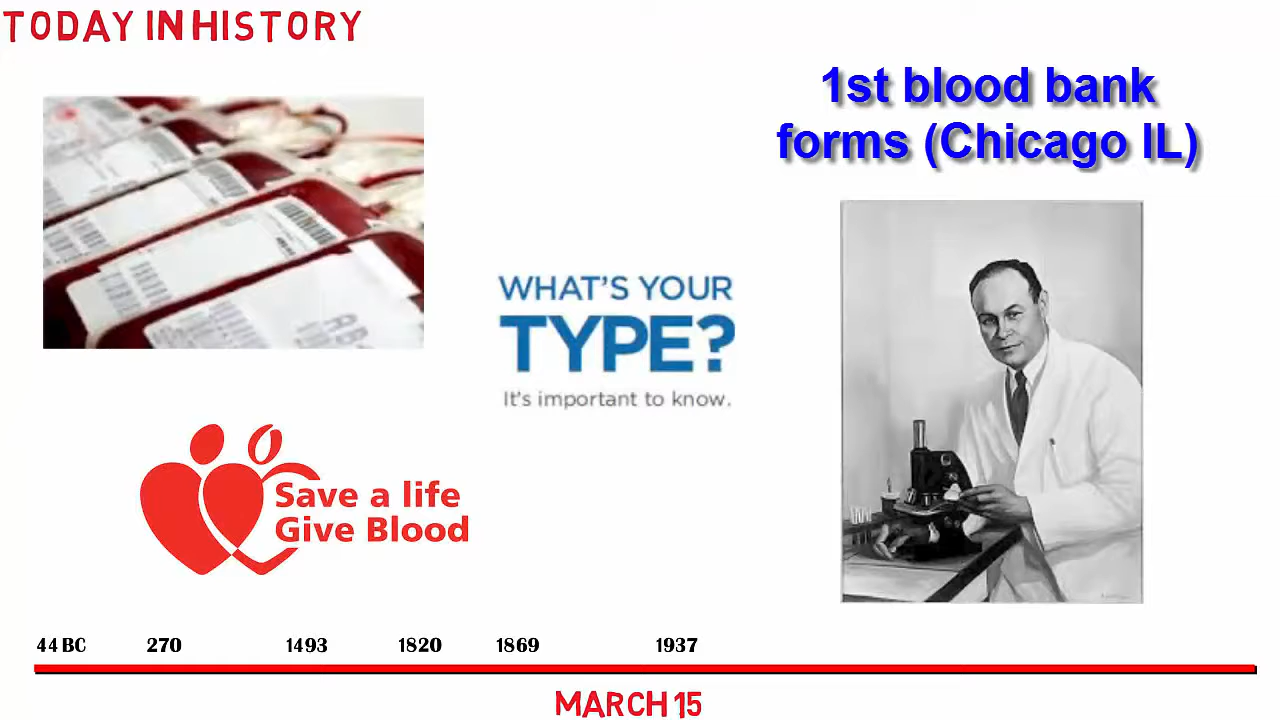 TODAY IN HISTORY
1st blood bank
forms (Chicago IL)
WHAT'S YOUR
TYPE?
It's important to know.
Save a life
Give Blood
44 BC 270 1493 1820 1869 1937
MARCH 15